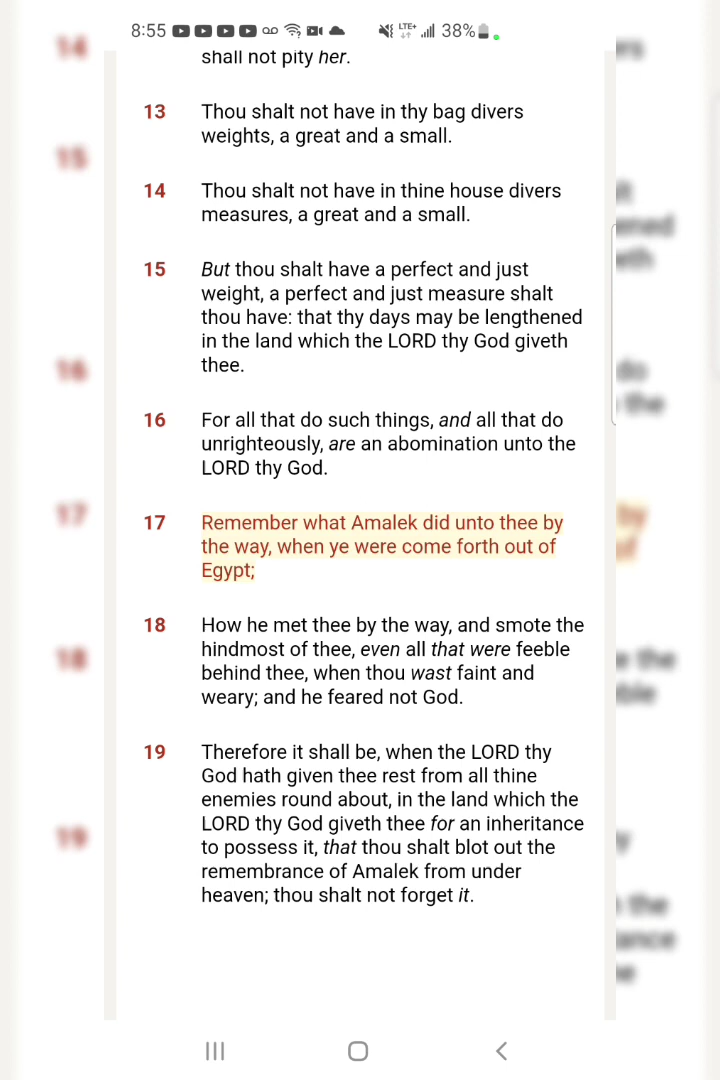 8:55 LTE+ 38%
shall not pity her.
13 Thou shalt not have in thy bag divers
weights, a great and a small.
14 Thou shalt not have in thine house divers
measures, a great and a small.
15 But thou shalt have a perfect and just
weight, a perfect and just measure shalt
thou have: that thy days may be lengthened
in the land which the LORD thy God giveth
thee.
16 For all that do such things, and all that do
unrighteously, are an abomination unto the
LORD thy God.
17 Remember what Amalek did unto thee by
the way, when ye were come forth out of
Egypt;
18 How he met thee by the way, and smote the
hindmost of thee, even all that were feeble
behind thee, when thou wast faint and
weary; and he feared not God.
19 Therefore it shall be, when the LORD thy
God hath given thee rest from all thine
enemies round about, in the land which the
LORD thy God giveth thee for an inheritance
to possess it, that thou shalt blot out the
remembrance of Amalek from under
heaven; thou shalt not forget it.